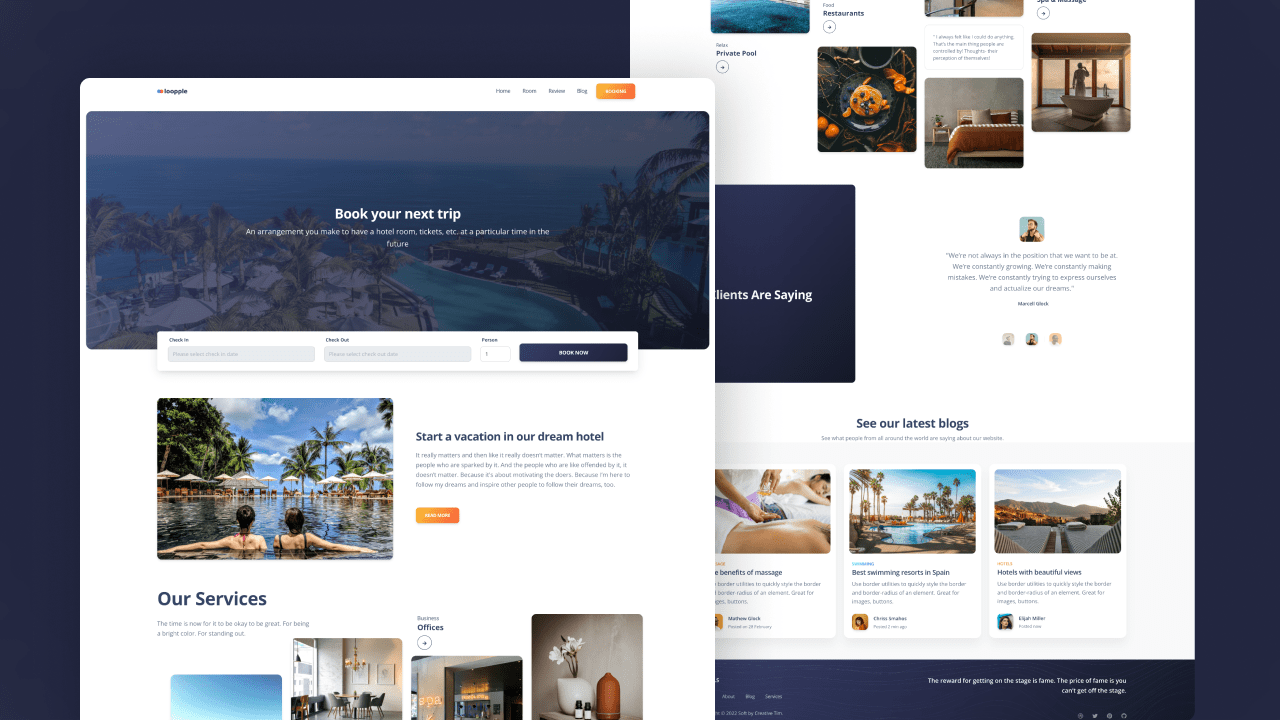 loopple
Home Room Review Blog BOOKING
Book your next trip
An arrangement you make to have a hotel room, tickets, etc. at a particular time in the
future
Check In
Check Out
Person
Please select check in date
Please select check out date
1
BOOK NOW
Start a vacation in our dream hotel
It really matters and then like it really doesn't matter. What matters is the
people who are sparked by it. And the people who are like offended by it, it
doesn't matter. Because it's about motivating the doers. Because I'm here to
follow my dreams and inspire other people to follow their dreams, too.
READ MORE
Our Services
The time is now for it to be okay to be great. For being
a bright color. For standing out.
Business
Offices
spa
Relax
Private Pool
Food
Restaurants
Spa & Massage
" I always felt like I could do anything.
That's the main thing people are
controlled by! Thoughts- their
perception of themselves!
lients Are Saying
"We're not always in the position that we want to be at.
We're constantly growing. We're constantly making
mistakes. We're constantly trying to express ourselves
and actualize our dreams."
Marcell Glock
See our latest blogs
See what people from all around the world are saying about our website.
e benefits of massage
border utilities to quickly style the border
border-radius of an element. Great for
ges, buttons.
Mathew Glock
Posted on 28 February
SWIMMING
Best swimming resorts in Spain
Use border utilities to quickly style the border
and border-radius of an element. Great for
images, buttons.
Chriss Smahos
Posted 2 min ago
HOTELS
Hotels with beautiful views
Use border utilities to quickly style the border
and border-radius of an element. Great for
images, buttons.
Elijah Miller
Posted now
The reward for getting on the stage is fame. The price of fame is you
can't get off the stage.
About Blog Services
© 2022 Soft by Creative Tim.